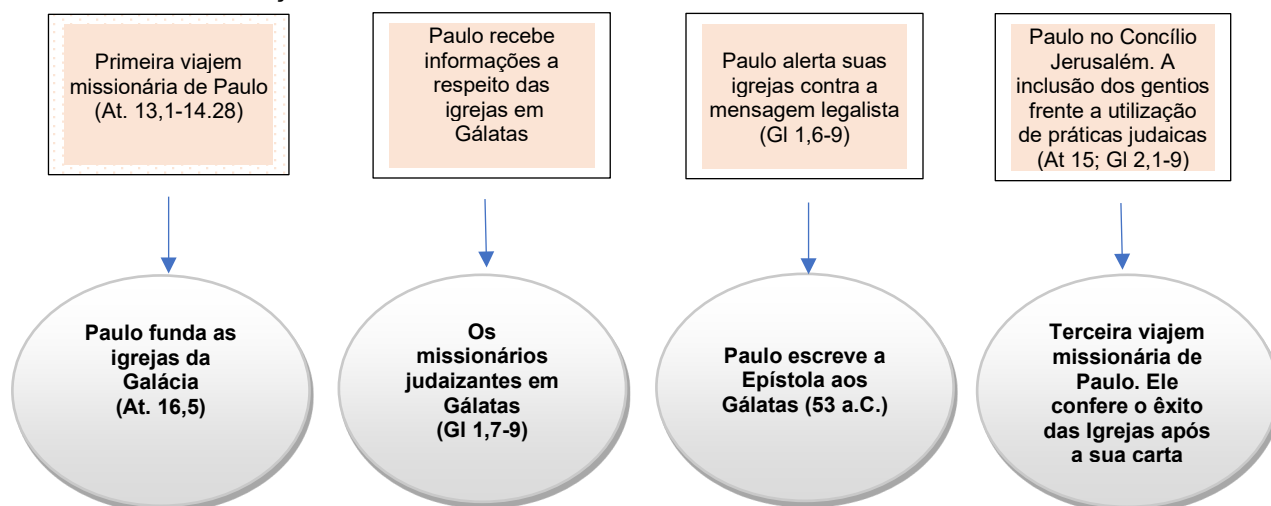 Primeira viajem
missionária de Paulo
(At. 13,1-14.28)
Paulo recebe
informações a
respeito das
igrejas em
Gálatas
Paulo alerta suas
igrejas contra a
mensagem legalista
(Gl 1,6-9)
Paulo no Concílio
Jerusalém. A
inclusão dos gentios
frente a utilização
de práticas judaicas
(At 15; Gl 2,1-9)
Paulo funda as
igrejas da
Galácia
(At. 16,5)
Os
missionários
judaizantes em
Gálatas
(Gl 1,7-9)
Paulo escreve a
Epístola aos
Gálatas (53 a.C.)
Terceira viajem
missionária de
Paulo. Ele
confere o êxito
das Igrejas após
a sua carta